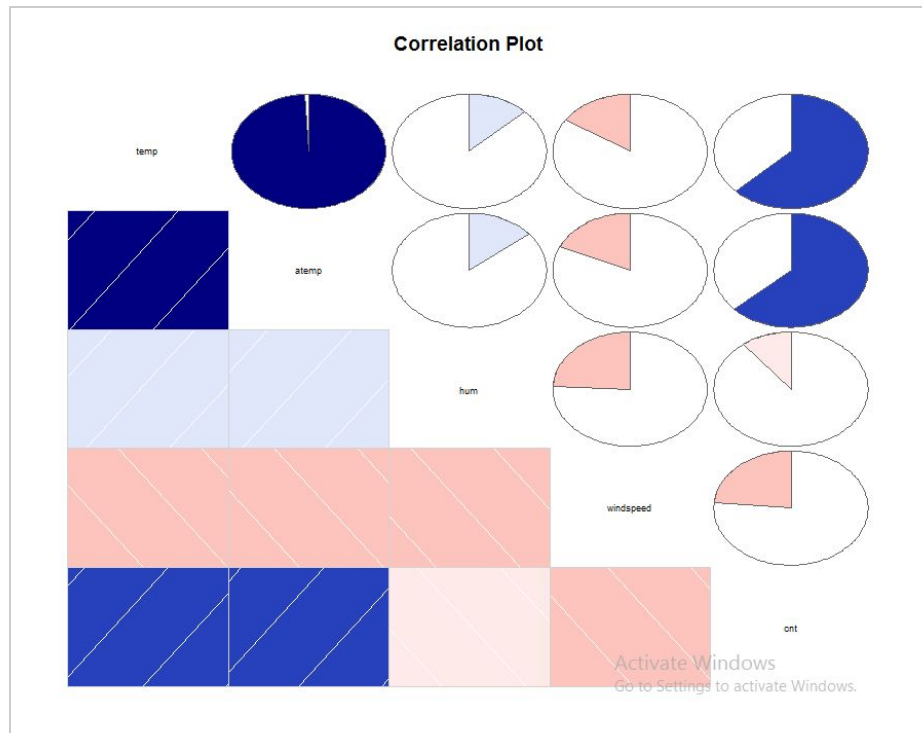 Correlation Plot
temp
atemp
hum
windspeed
cnt
Activate Windows
Go to Settings to activate Windows.